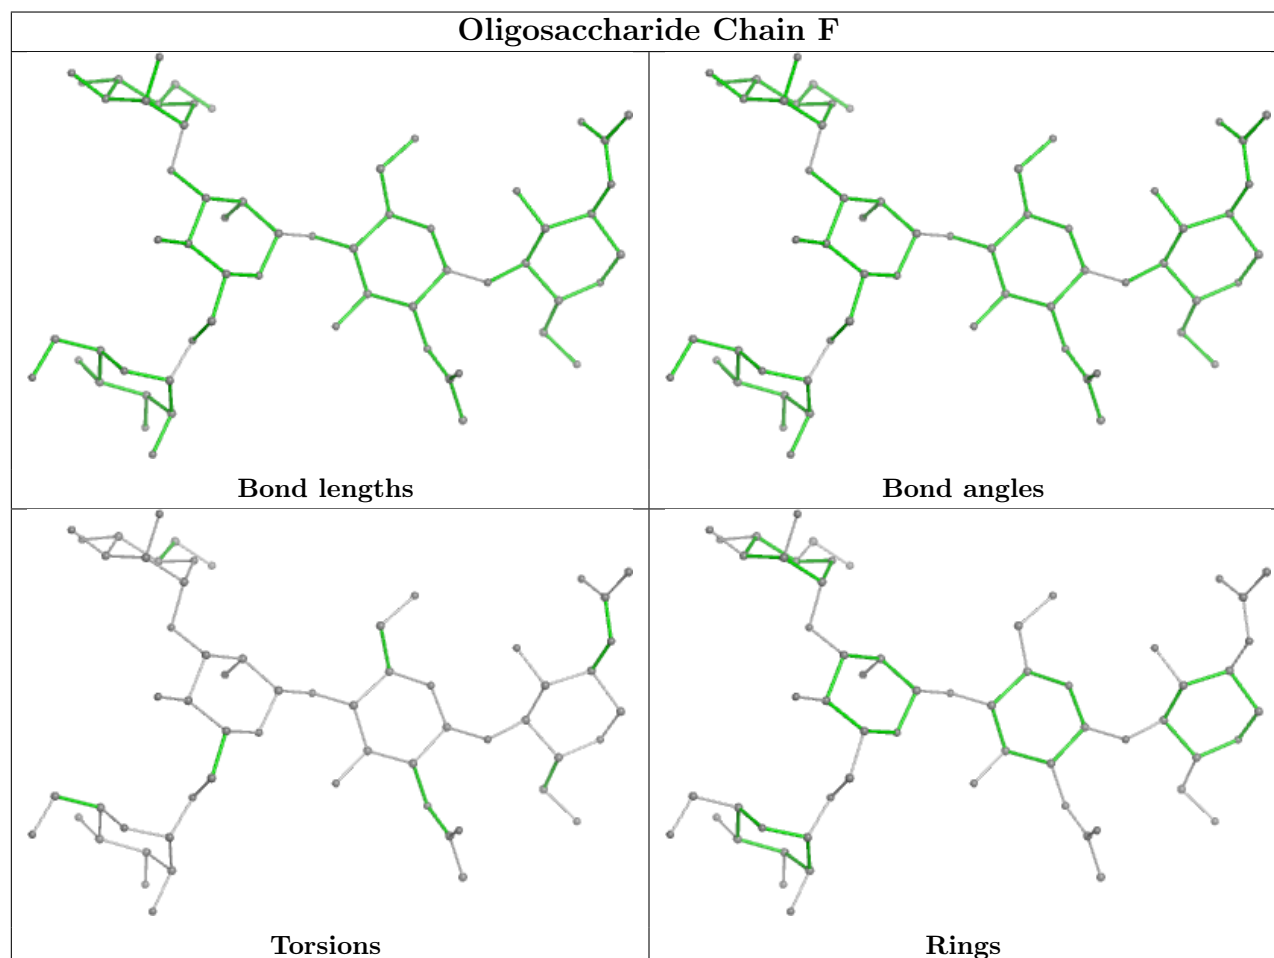 Oligosaccharide Chain F
Bond lengths
Bond angles
Torsions
Rings